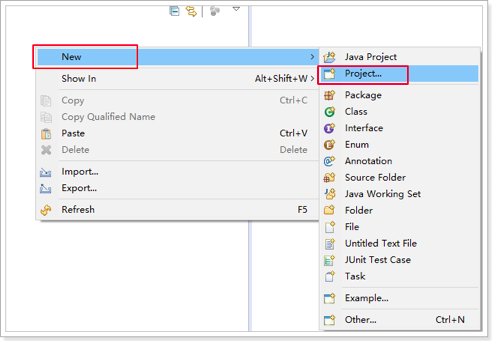 New
Show In Alt+Shift+W
Copy Ctrl+C
Copy Qualified Name
Paste Ctrl+V
Delete Delete
Import...
Export...
Refresh F5
Java Project
Project...
Package
Class
Interface
Enum
Annotation
Source Folder
Java Working Set
Folder
File
Untitled Text File
JUnit Test Case
Task
Example...
Other... Ctrl+N